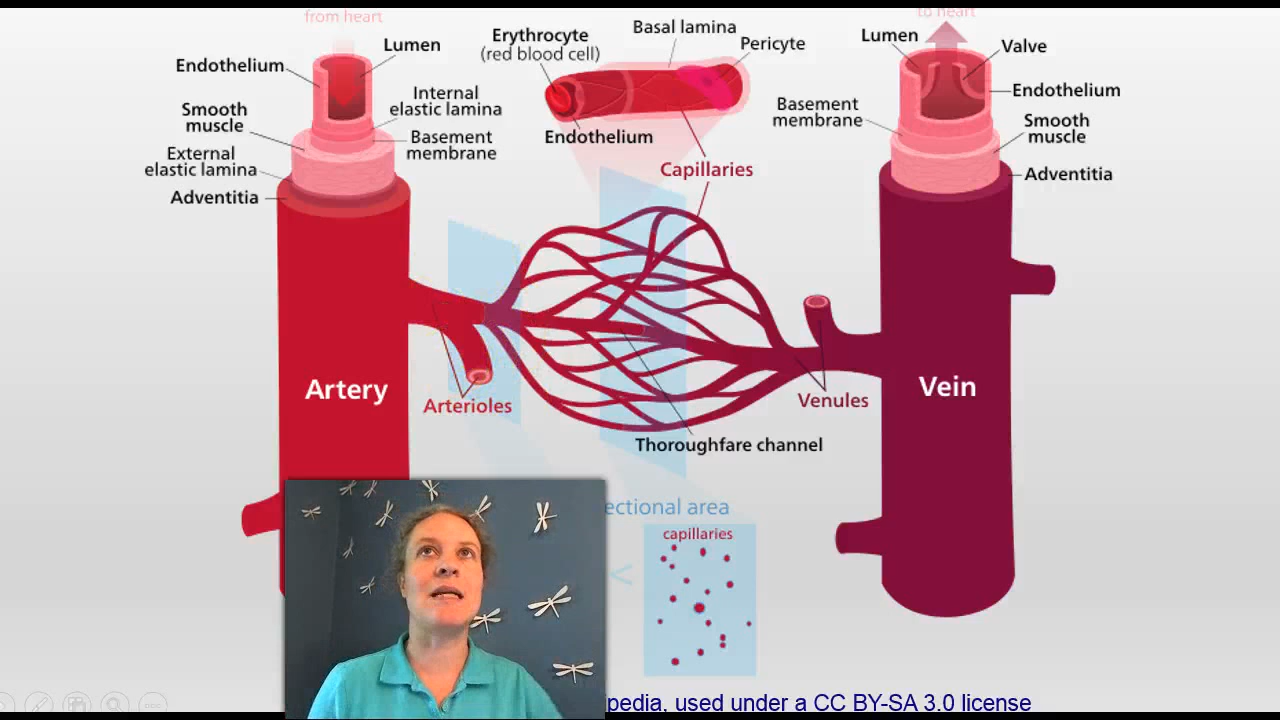 from heart
Lumen
Endothelium
Smooth
muscle
Internal
elastic lamina
External
elastic lamina
Basement
membrane
Adventitia
Artery
Arterioles
Erythrocyte
(red blood cell)
Basal lamina
Pericyte
Endothelium
Capillaries
Thoroughfare channel
ectional area
capillaries
<
Venules
to heart
Lumen
Valve
Endothelium
Basement
membrane
Smooth
muscle
Adventitia
Vein
pedia, used under a CC BY-SA 3.0 license